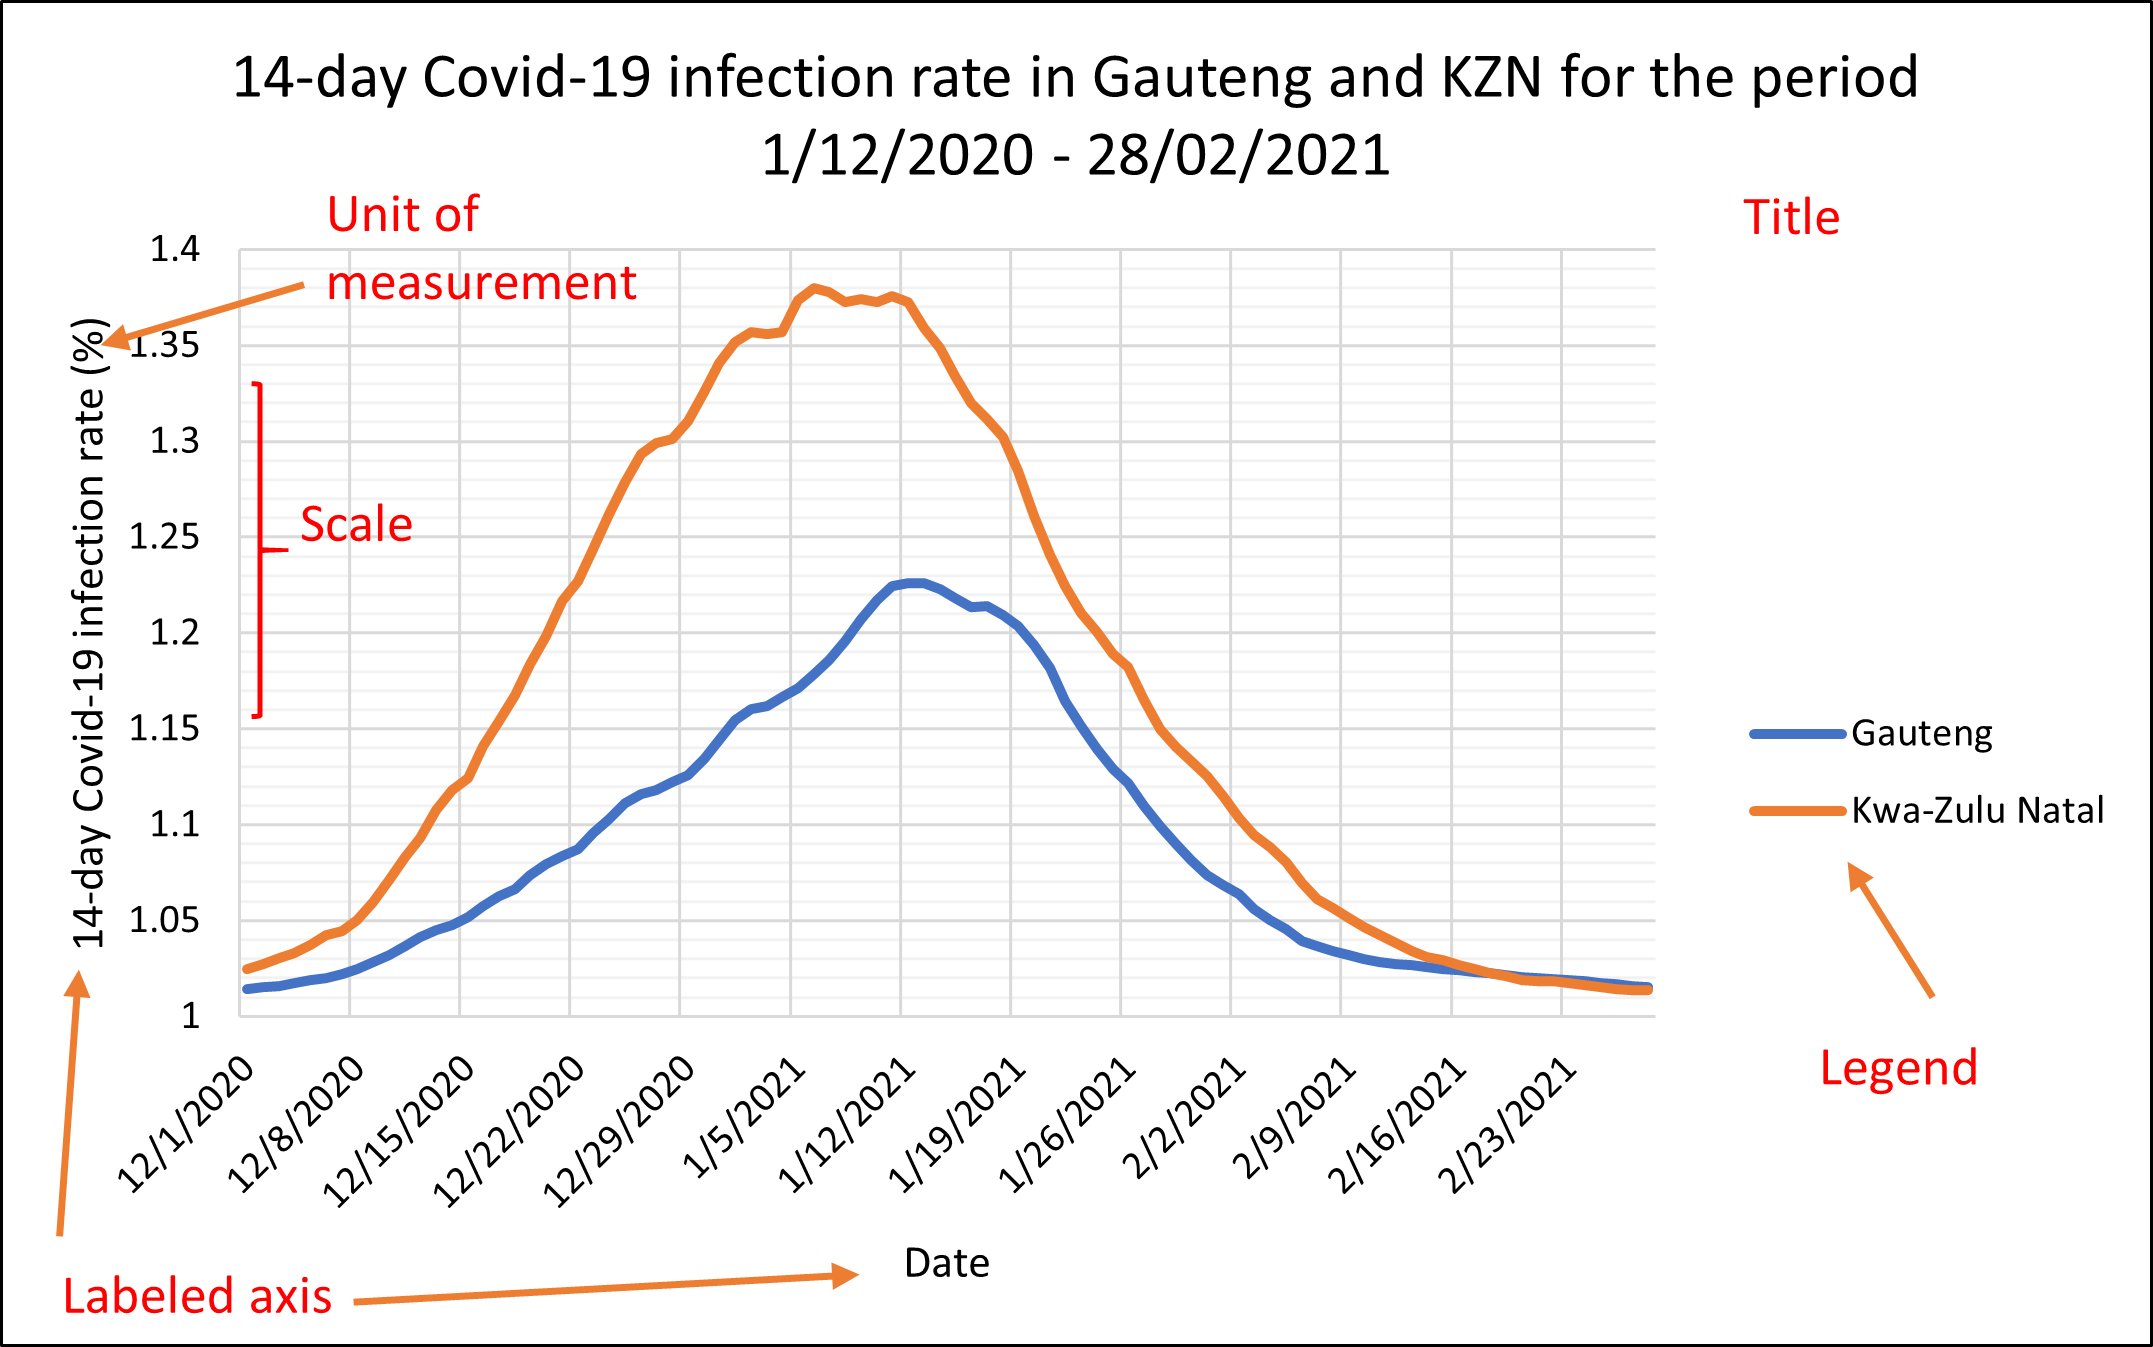 14-day Covid-19 infection rate in Gauteng and KZN for the period
1/12/2020 - 28/02/2021
Unit of
measurement
Title
14-day Covid-19 infection rate (%)
1.4
1.35
1.3
1.25
1.2
1.15
1.1
1.05
1
Scale
Gauteng
Kwa-Zulu Natal
Legend
12/1/2020
12/8/2020
12/15/2020
12/22/2020
12/29/2020
1/5/2021
1/12/2021
1/19/2021
1/26/2021
2/2/2021
2/9/2021
2/16/2021
2/23/2021
Date
Labeled axis